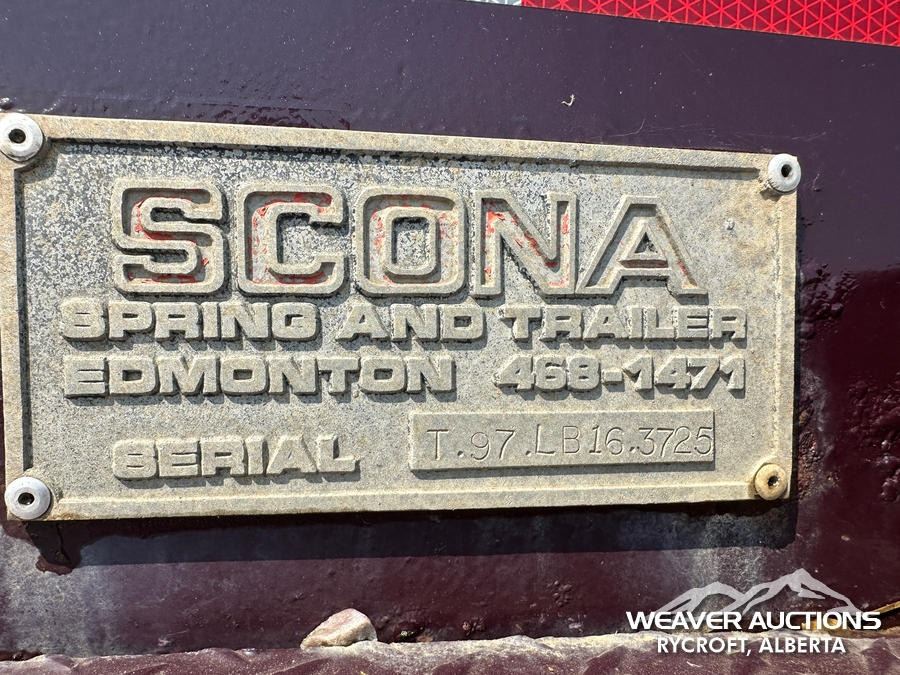 SCONA
SPRING AND TRAILER
EDMONTON 468-1471
SERIAL T.97.LB16.3725
WEAVER AUCTIONS
RYCROFT, ALBERTA